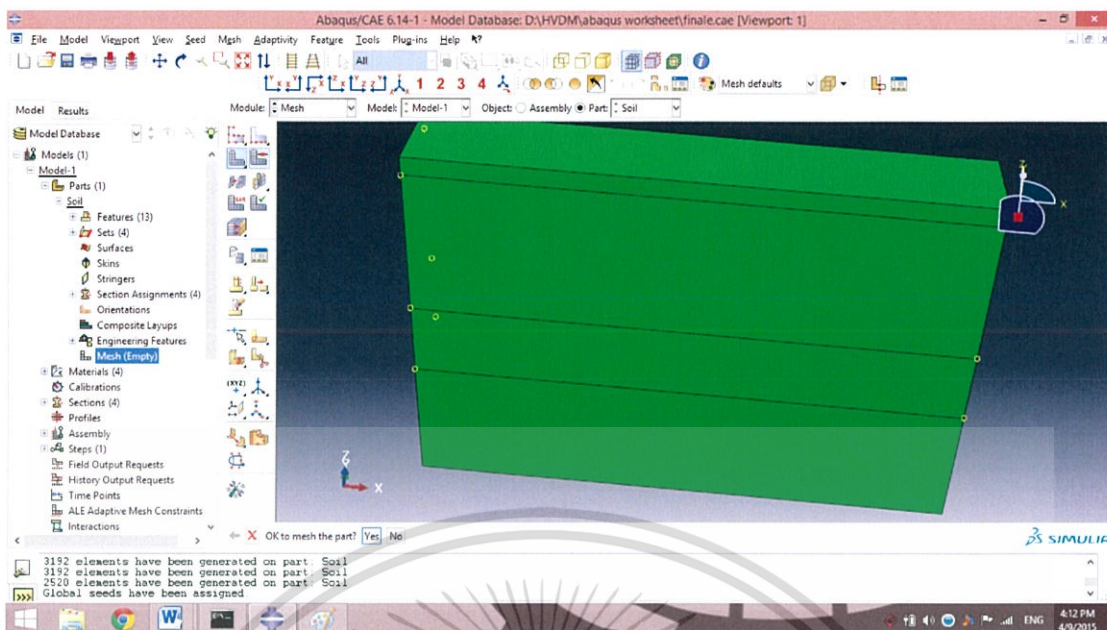 Abaqus/CAE 6.14-1 - Model Database: D:\HVDM\abaqus worksheet\finale.cae [Viewport: 1]
File Model Viewport View Seed Mesh Adaptivity Feature Tools Plug-ins Help
All
1 2 3 4 Mesh defaults
Model Results
Module: Mesh Model: Model-1 Object: Assembly Part: Soil
Model Database
Models (1)
Model-1
Parts (1)
Soil
Features (13)
Sets (4)
Surfaces
Skins
Stringers
Section Assignments (4)
Orientations
Composite Layups
Engineering Features
Mesh (Empty)
Materials (4)
Calibrations
Sections (4)
Profiles
Assembly
Steps (1)
Field Output Requests
History Output Requests
Time Points
ALE Adaptive Mesh Constraints
Interactions
(XYZ)
Z
X
Z
X
X OK to mesh the part? Yes No
SIMULIA
3192 elements have been generated on part: Soil
3192 elements have been generated on part: Soil
2520 elements have been generated on part: Soil
Global seeds have been assigned
ENG
4:12 PM
4/9/2015